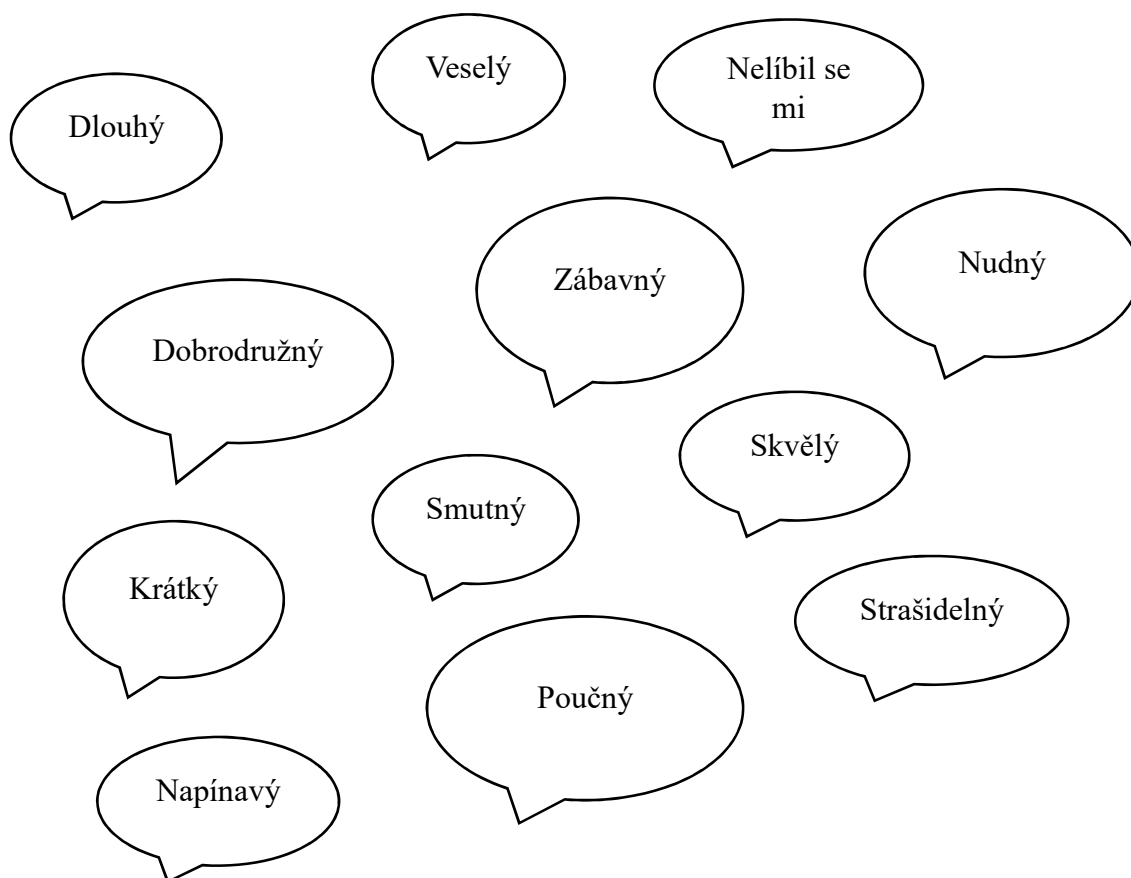 Veselý
Nelíbil se
mi
Dlouhý
Zábavný
Nudný
Dobrodružný
Skvělý
Smutný
Krátký
Strašidelný
Poučný
Napínavý